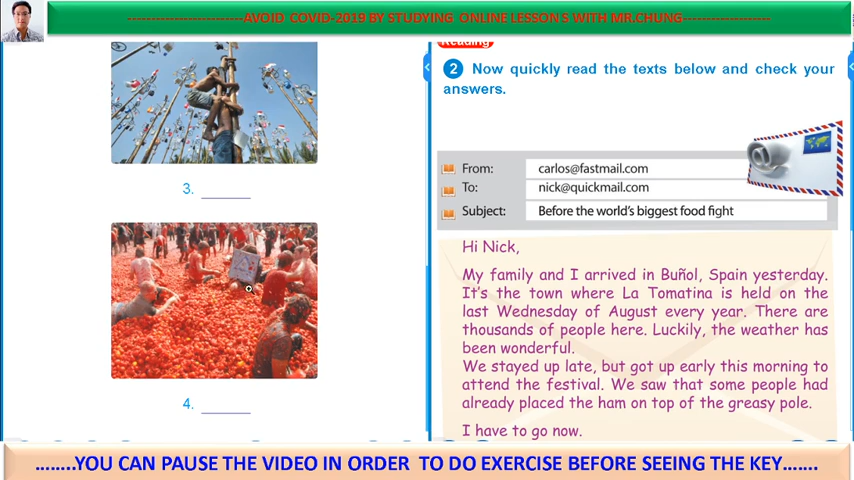 -----------------------AVOID COVID-2019 BY STUDYING ONLINE LESSONS WITH MR.CHUNG-----------------
3. ______
4. ______
Reading
2 Now quickly read the texts below and check your
answers.
From: carlos@fastmail.com
To: nick@quickmail.com
Subject: Before the world's biggest food fight
Hi Nick,
My family and I arrived in Buñol, Spain yesterday.
It's the town where La Tomatina is held on the
last Wednesday of August every year. There are
thousands of people here. Luckily, the weather has
been wonderful.
We stayed up late, but got up early this morning to
attend the festival. We saw that some people had
already placed the ham on top of the greasy pole.
I have to go now.
........YOU CAN PAUSE THE VIDEO IN ORDER TO DO EXERCISE BEFORE SEEING THE KEY.......